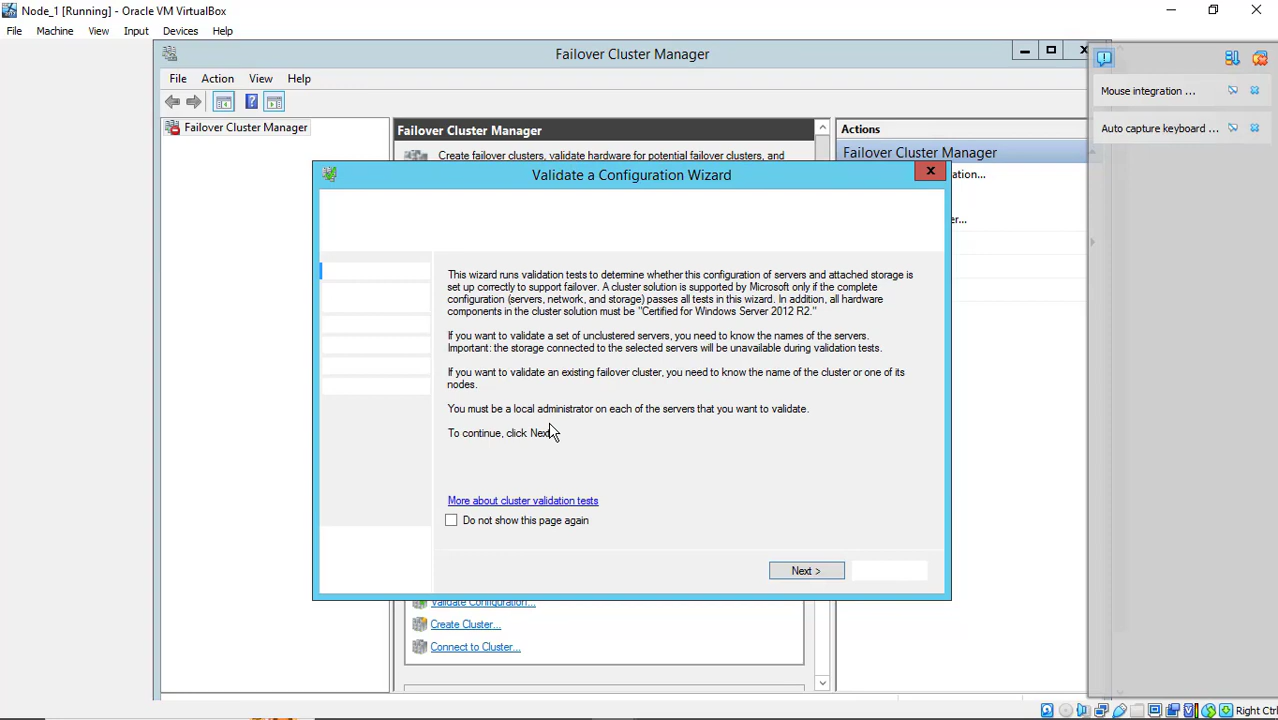 Node_1 [Running] - Oracle VM VirtualBox
File Machine View Input Devices Help
Failover Cluster Manager
File Action View Help
Mouse integration ...
Auto capture keyboard ...
Failover Cluster Manager
Failover Cluster Manager
Create failover clusters, validate hardware for potential failover clusters, and
Actions
Failover Cluster Manager
ation...
er...
Validate a Configuration Wizard
This wizard runs validation tests to determine whether this configuration of servers and attached storage is
set up correctly to support failover. A cluster solution is supported by Microsoft only if the complete
configuration (servers, network, and storage) passes all tests in this wizard. In addition, all hardware
components in the cluster solution must be "Certified for Windows Server 2012 R2."
If you want to validate a set of unclustered servers, you need to know the names of the servers.
Important: the storage connected to the selected servers will be unavailable during validation tests.
If you want to validate an existing failover cluster, you need to know the name of the cluster or one of its
nodes.
You must be a local administrator on each of the servers that you want to validate.
To continue, click Next
More about cluster validation tests
Do not show this page again
Next >
Validate Configuration...
Create Cluster...
Connect to Cluster...
Right Ctrl